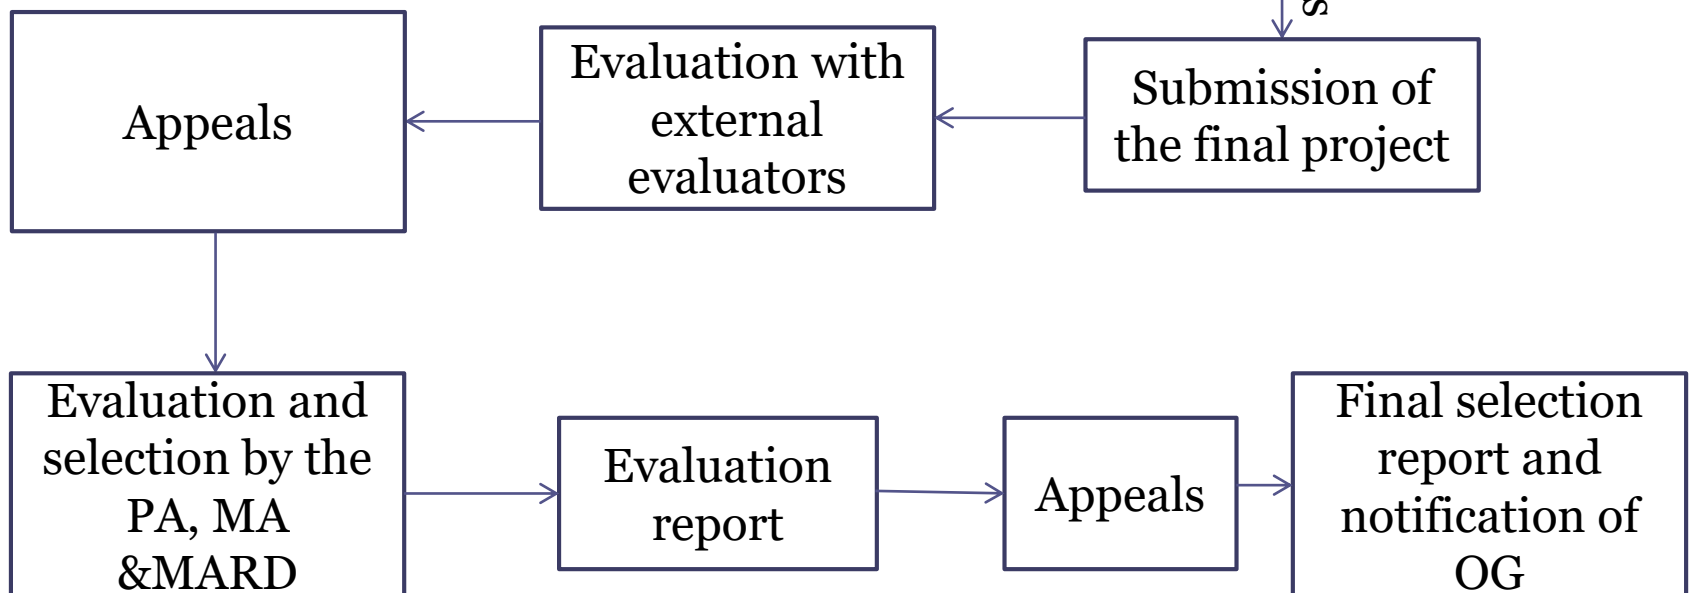 s
Appeals
Evaluation with
external
evaluators
Submission of
the final project
Evaluation and
selection by the
PA, MA
&MARD
Evaluation
report
Appeals
Final selection
report and
notification of
OG